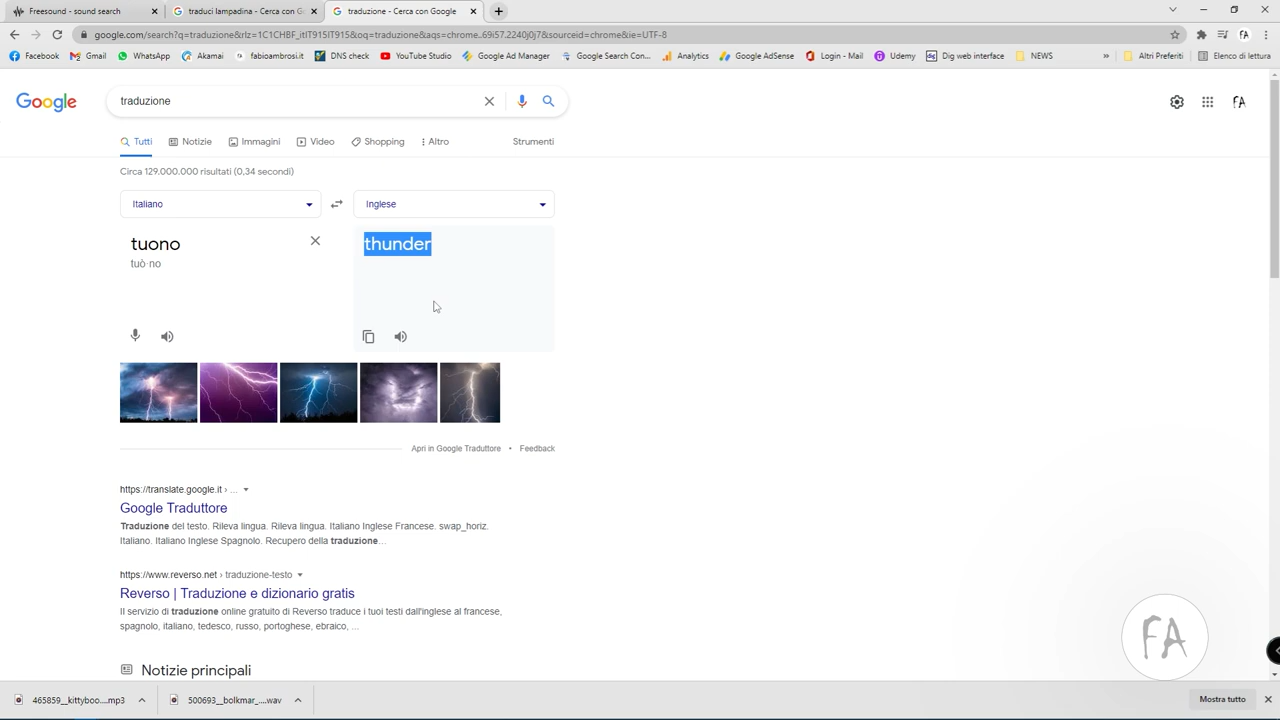 Freesound - sound search
traduci lampadina - Cerca con G
traduzione - Cerca con Google
google.com/search?q=traduzione&rlz=1C1CHBF_itIT915IT915&oq=traduzione&aqs=chrome..69i57.2240j0j7&sourceid=chrome&ie=UTF-8
Facebook
Gmail
WhatsApp
Akamai
fabioambrosi.it
DNS check
YouTube Studio
Google Ad Manager
Google Search Con...
Analytics
Google AdSense
Login - Mail
Udemy
Dig web interface
NEWS
»
Altri Preferiti
Elenco di lettura
Google
traduzione
FA
Tutti
Notizie
Immagini
Video
Shopping
Altro
Strumenti
Circa 129.000.000 risultati (0,34 secondi)
Italiano
Inglese
tuono
tuò·no
thunder
Apri in Google Traduttore • Feedback
https://translate.google.it › ...
Google Traduttore
Traduzione del testo. Rileva lingua. Rileva lingua. Italiano Inglese Francese. swap_horiz.
Italiano. Italiano Inglese Spagnolo. Recupero della traduzione...
https://www.reverso.net › traduzione-testo
Reverso | Traduzione e dizionario gratis
Il servizio di traduzione online gratuito di Reverso traduce i tuoi testi dall'inglese al francese,
spagnolo, italiano, tedesco, russo, portoghese, ebraico, ...
Notizie principali
FA
465859__kittyboo....mp3
500693__bolkmar_....wav
Mostra tutto